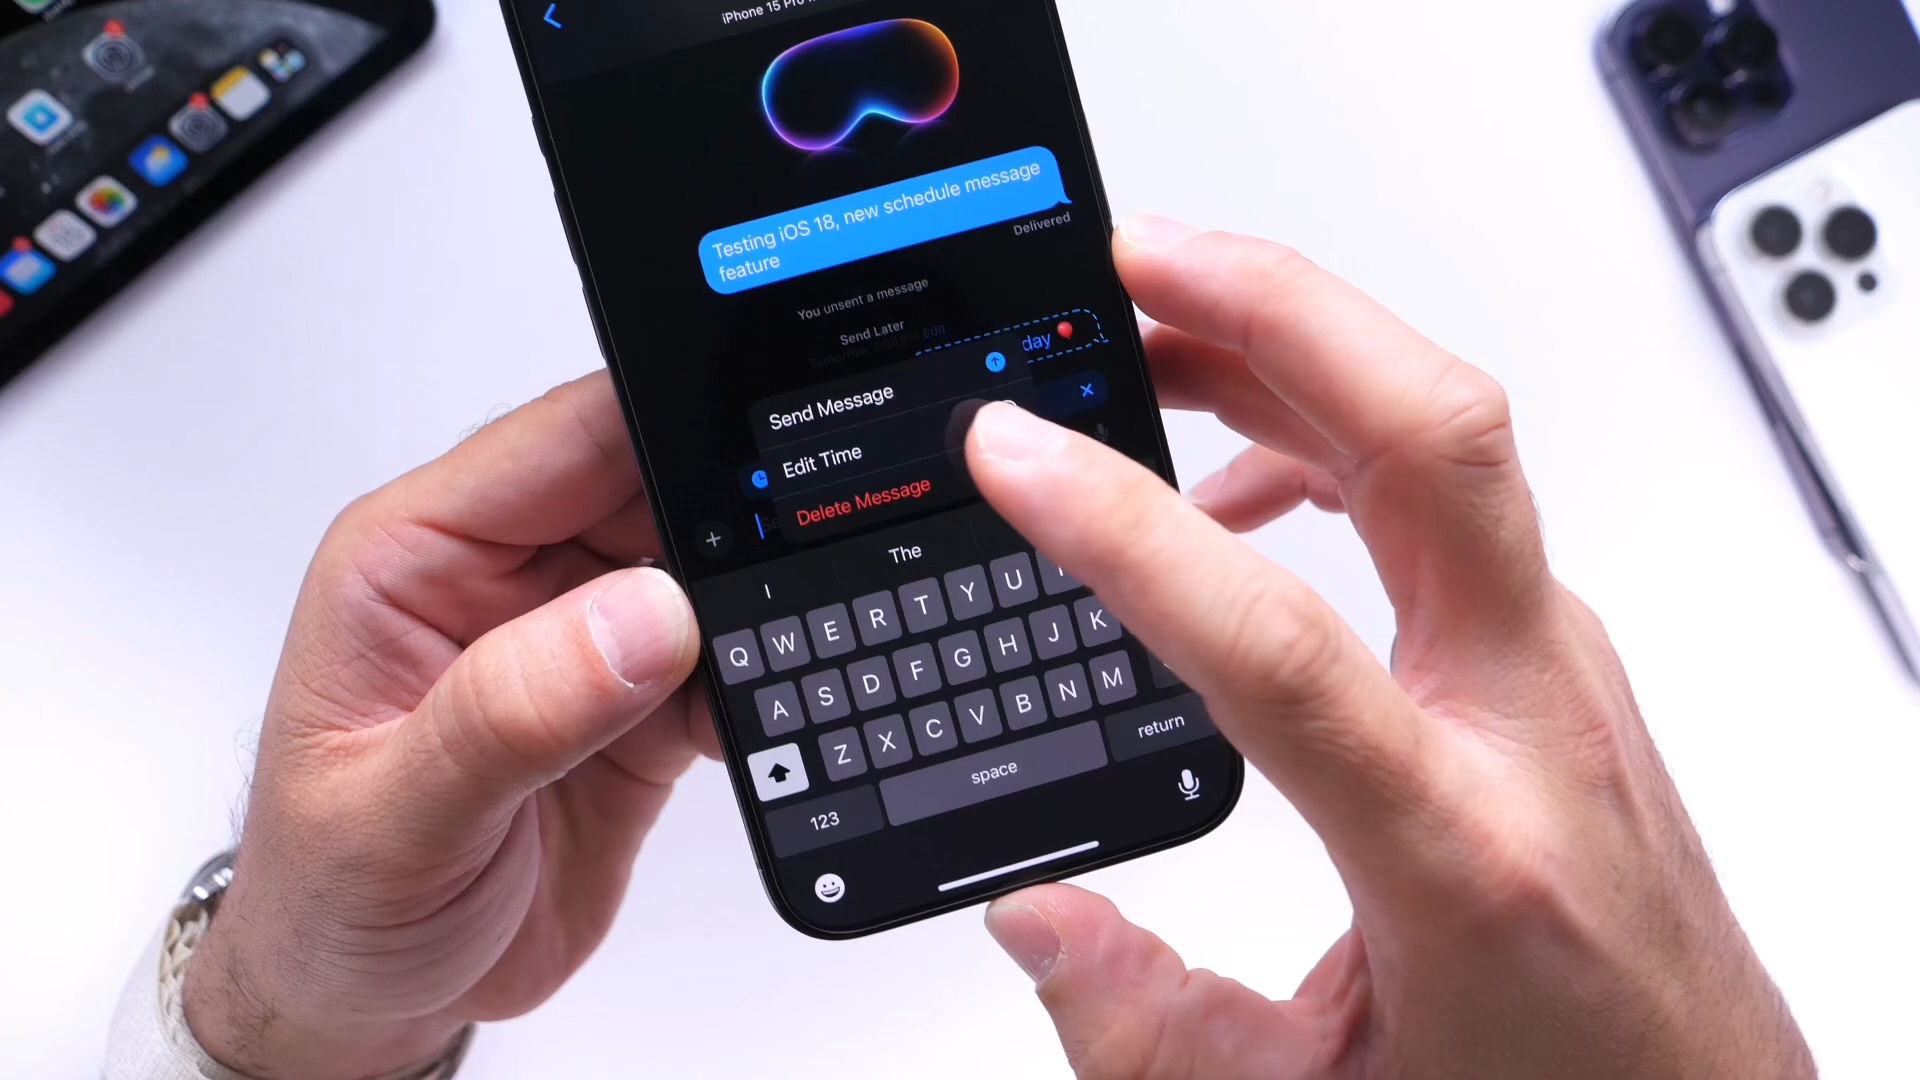 iPhone 15 Pro
Testing iOS 18, new schedule message
feature
Delivered
You unsent a message
Send Later
Edit
day
Send Message
Edit Time
Delete Message
I
The
Q W E R T Y U
A S D F G H J K
Z X C V B N M
123
space
return